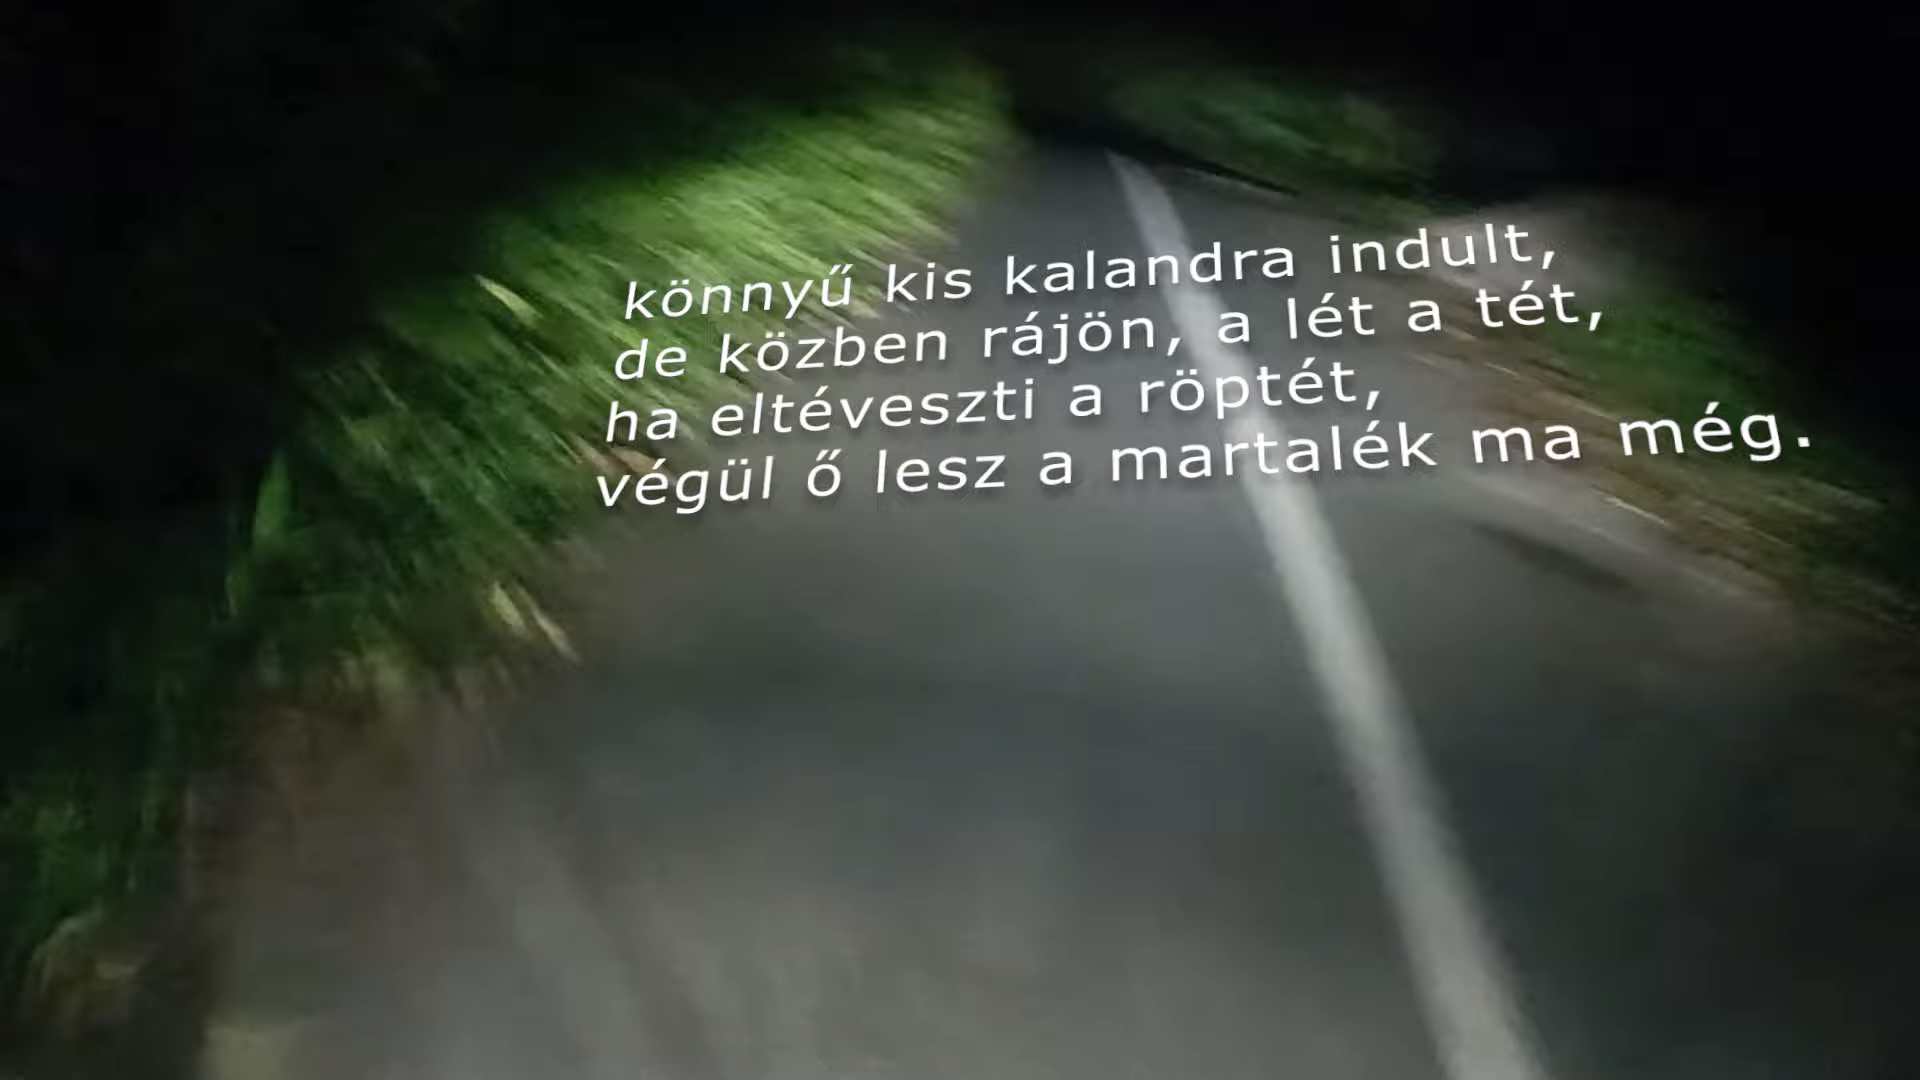 könnyű kis kalandra indult,
de közben rájön, a lét a tét,
ha eltéveszti a röptét,
végül ő lesz a martalék ma még.